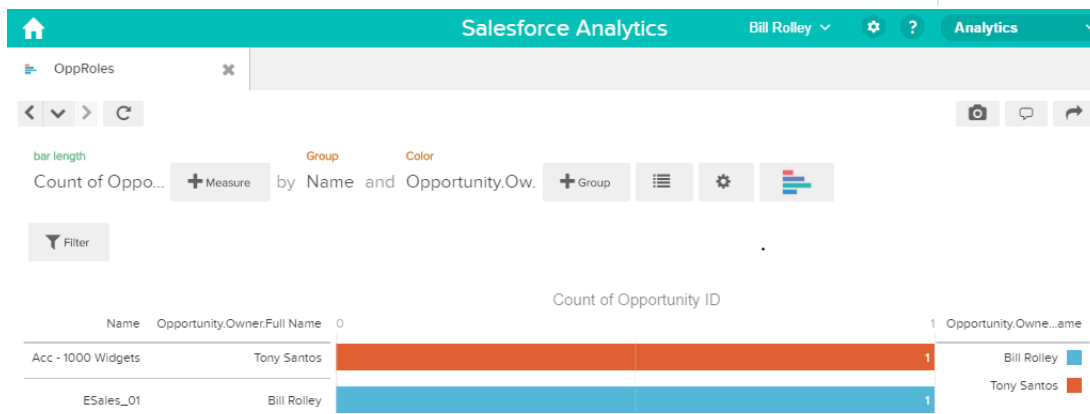 Salesforce Analytics Bill Rolley ? Analytics
OppRoles
bar length Group Color
Count of Oppo... Measure by Name and Opportunity.Ow. Group
Filter
Count of Opportunity ID
Name Opportunity.Owner.Full Name 0 1 Opportunity.Owne...ame
Acc - 1000 Widgets Tony Santos 1 Bill Rolley
Tony Santos
ESales_01 Bill Rolley 1